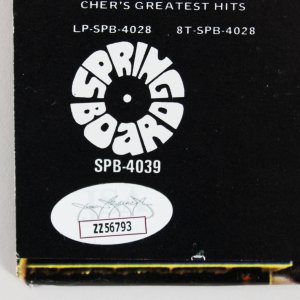 CHER'S GREATEST HITS
LP-SPB-4028 8T-SPB-4028
SPRING
BOARD
SPB-4039
ZZ56793